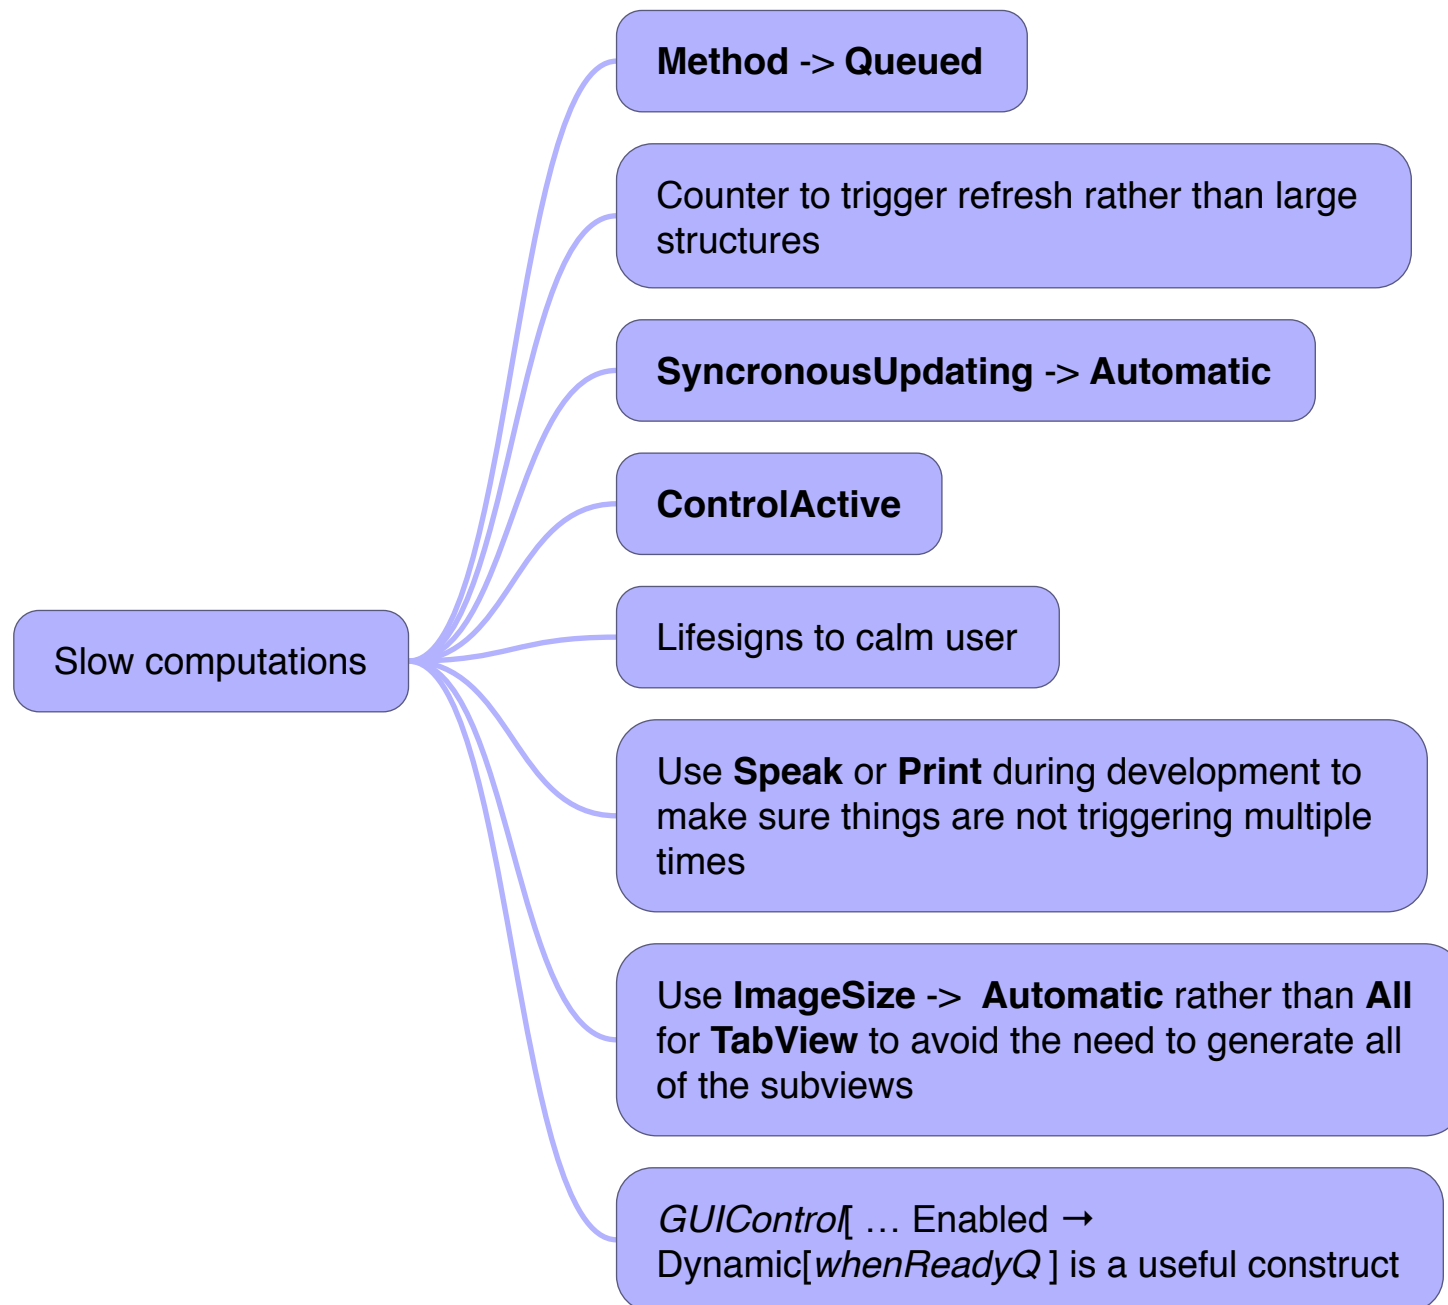 Method -> Queued
Counter to trigger refresh rather than large
structures
SyncronousUpdating -> Automatic
ControlActive
Lifesigns to calm user
Slow computations
Use Speak or Print during development to
make sure things are not triggering multiple
times
Use ImageSize ->  Automatic rather than All
for TabView to avoid the need to generate all
of the subviews
GUIControl[ … Enabled →
Dynamic[whenReadyQ ] is a useful construct